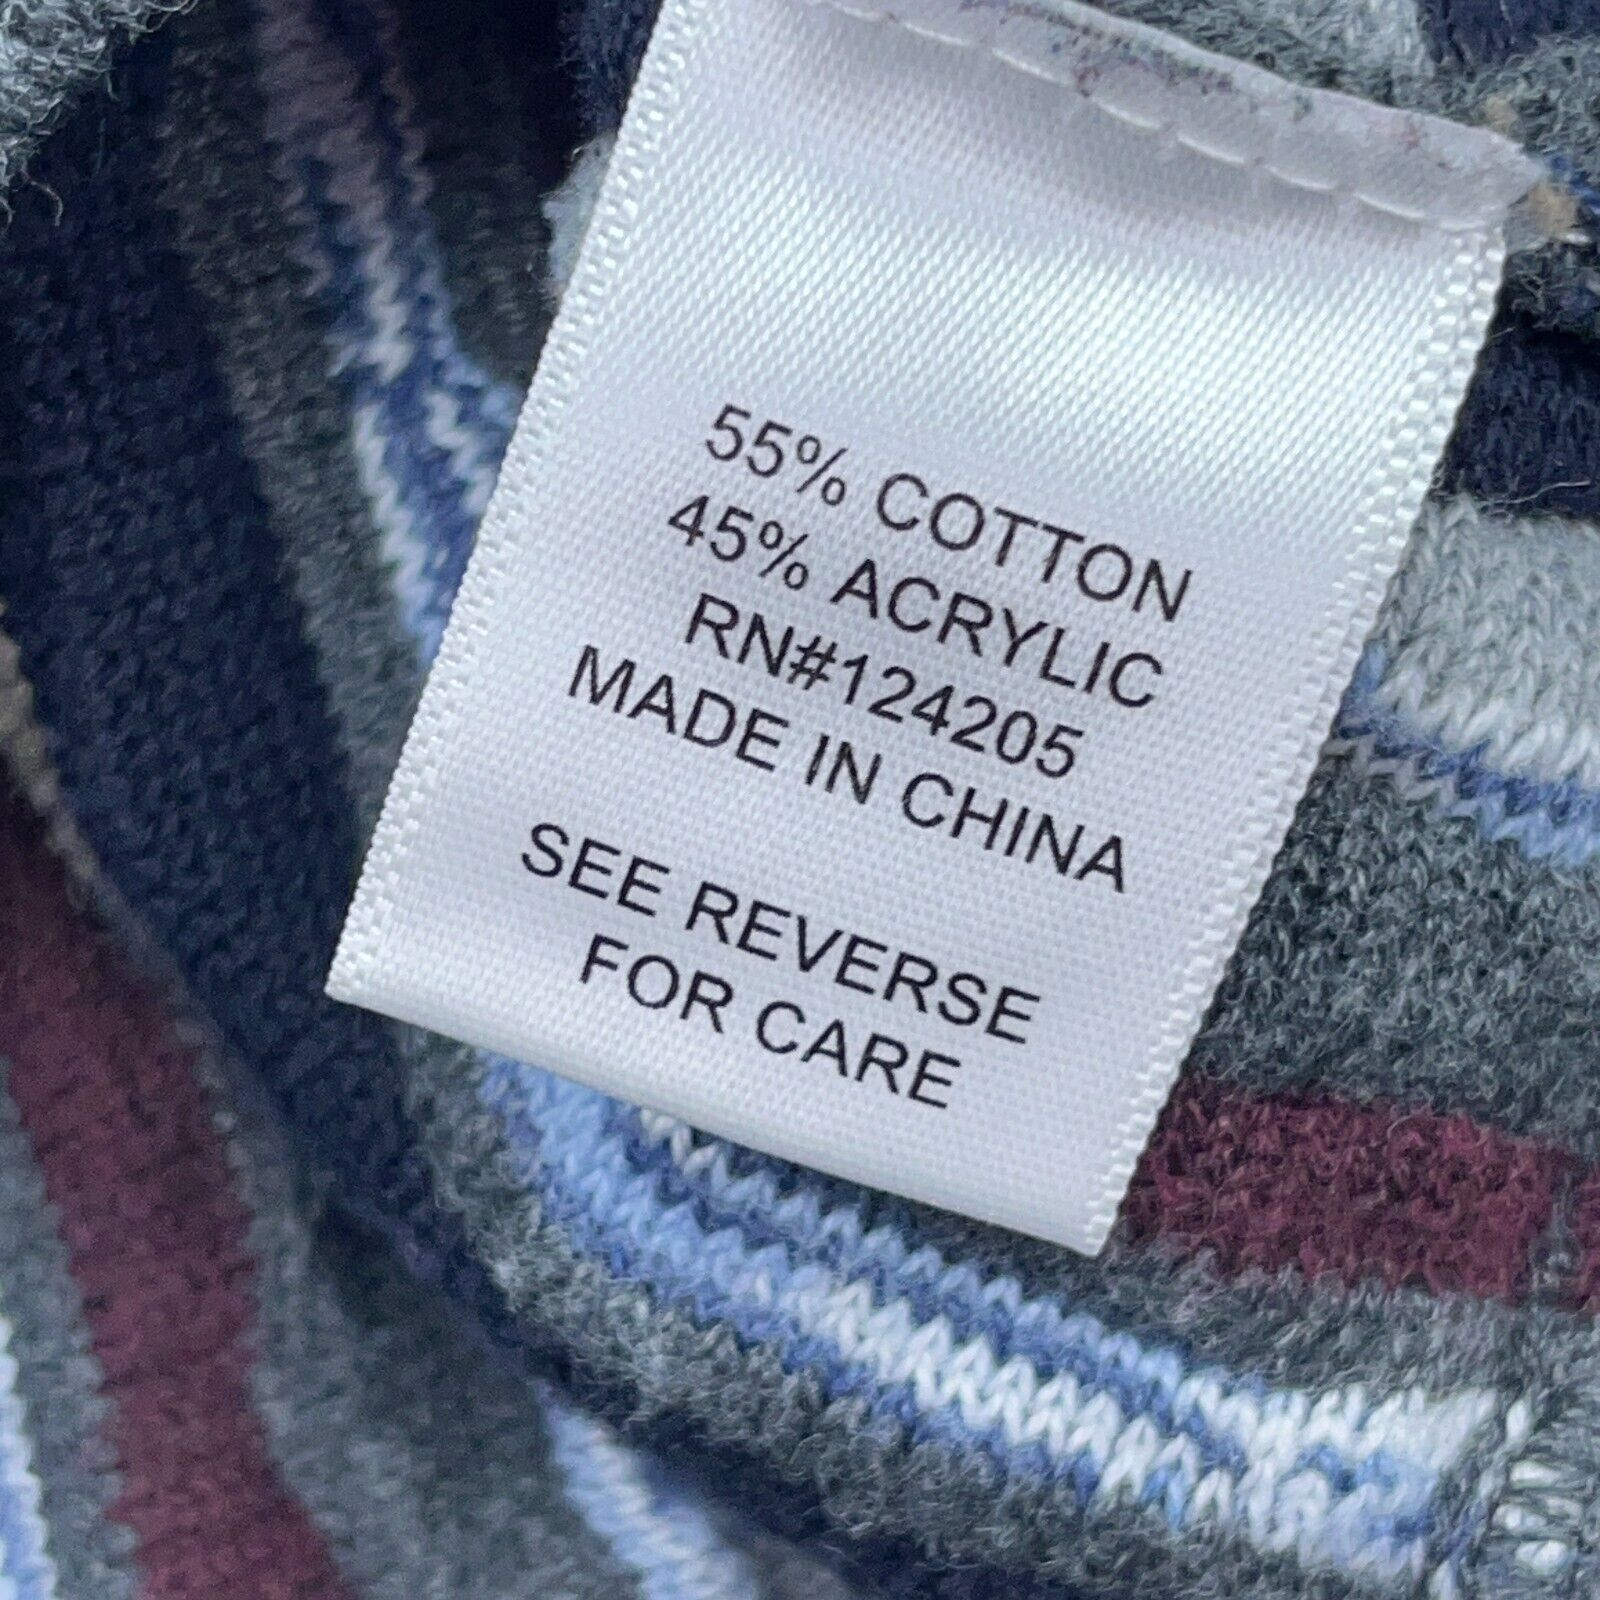 55% COTTON
45% ACRYLIC
RN#124205
MADE IN CHINA
SEE REVERSE
FOR CARE